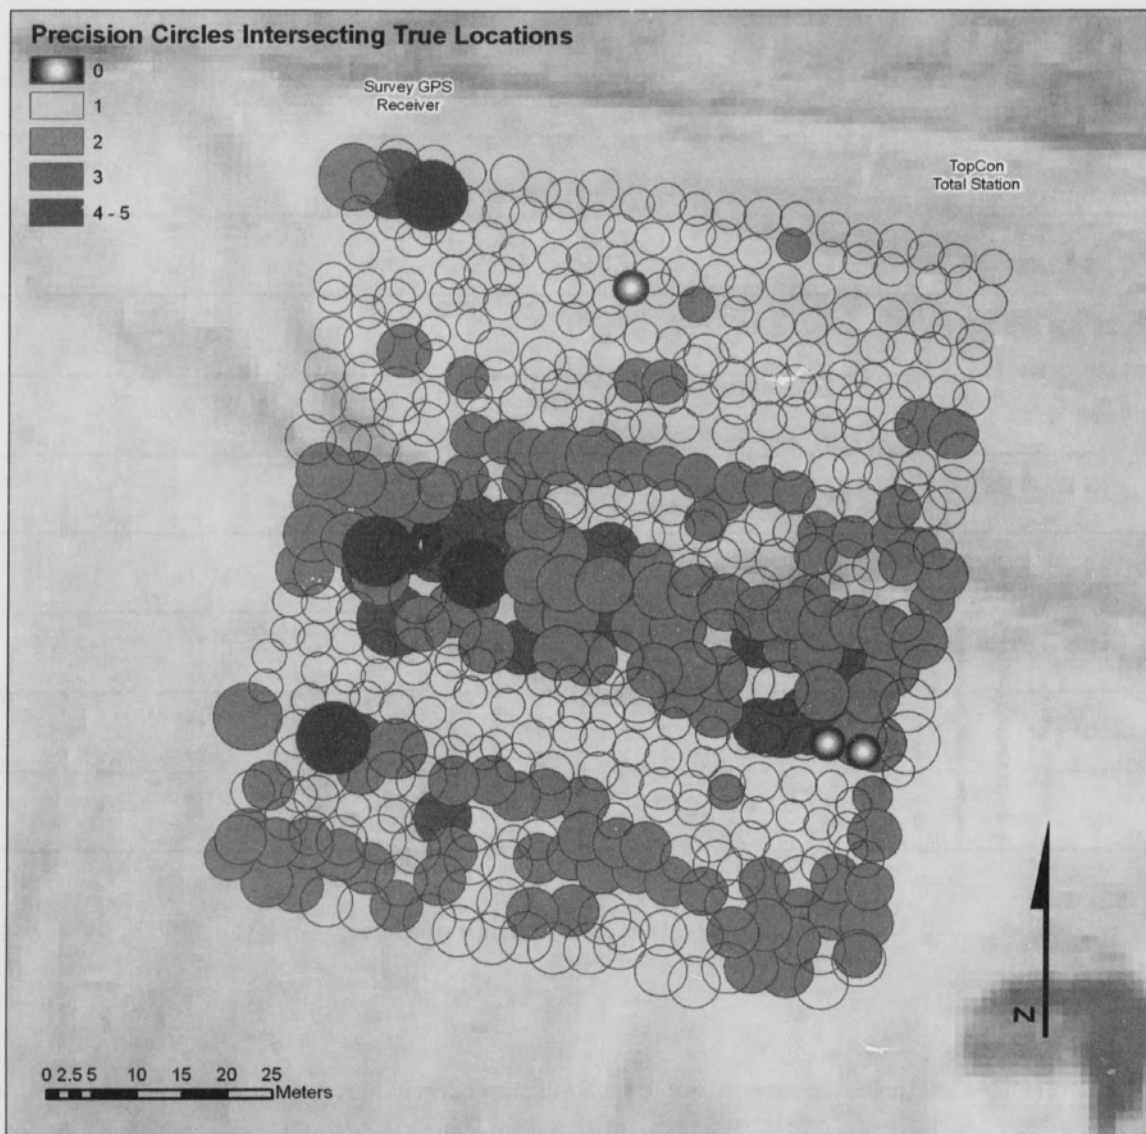 Precision Circles Intersecting True Locations
0
1
2
3
4 - 5
Survey GPS
Receiver
TopCon
Total Station
N
0 2.5 5 10 15 20 25
Meters